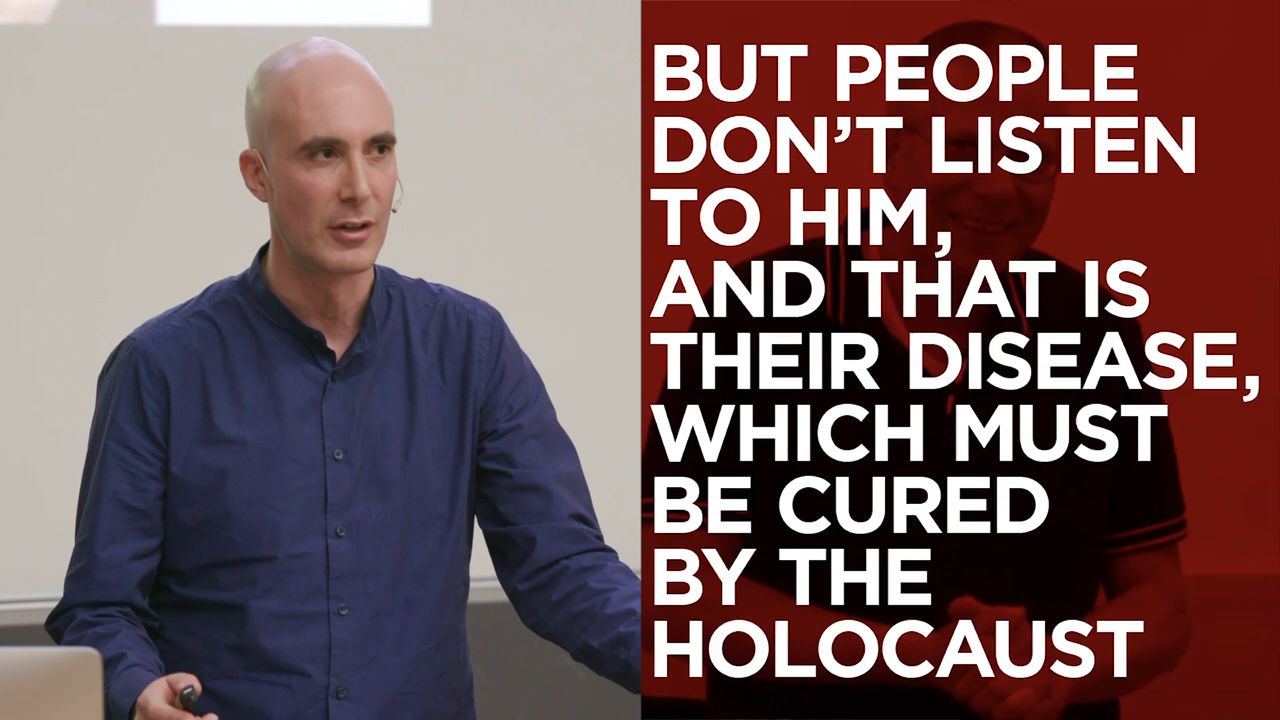 BUT PEOPLE
DON’T LISTEN
TO HIM,
AND THAT IS
THEIR DISEASE,
WHICH MUST
BE CURED
BY THE
HOLOCAUST